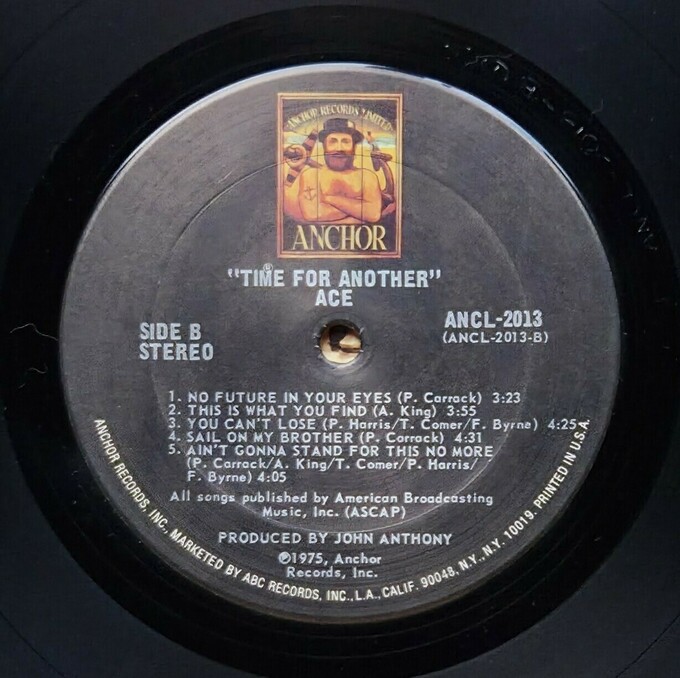 ANCHOR RECORDS LIMITED
ANCHOR
"TIME FOR ANOTHER"
ACE
SIDE B
STEREO
ANCL-2013
(ANCL-2013-B)
1. NO FUTURE IN YOUR EYES (P. Carrack) 3:23
2. THIS IS WHAT YOU FIND (A. King) 3:55
3. YOU CAN'T LOSE (P. Harris/T. Comer/F. Byrne) 4:25
4. SAIL ON MY BROTHER (P. Carrack) 4:31
5. AIN'T GONNA STAND FOR THIS NO MORE
(P. Carrack/A. King/T. Comer/P. Harris/
F. Byrne) 4:05
All songs published by American Broadcasting
Music, Inc. (ASCAP)
PRODUCED BY JOHN ANTHONY
℗1975, Anchor
Records, Inc.
ANCHOR RECORDS, INC., MARKETED BY ABC RECORDS, INC., L.A., CALIF. 90048, N.Y., N.Y. 10019. PRINTED IN U.S.A.